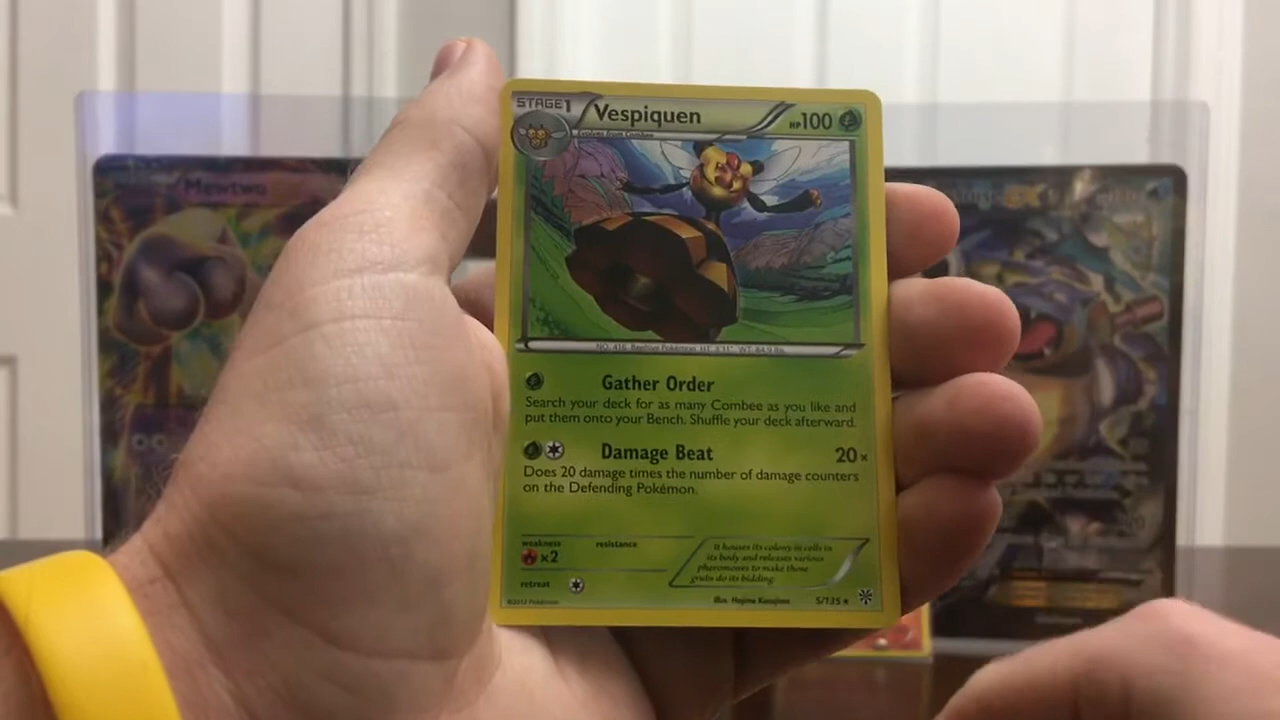 STAGE1
Vespiquen
HP100
Evolves from Combee
Mewtwo
EX
NO. 416 Beehive Pokémon HT. 3'11" WT. 84.9 lbs.
Gather Order
Search your deck for as many Combee as you like and
put them onto your Bench. Shuffle your deck afterward.
Damage Beat 20×
Does 20 damage times the number of damage counters
on the Defending Pokémon.
weakness
×2
resistance
retreat
It houses its colony in cells in
its body and releases various
pheromones to make those
grubs do its bidding.
©2012 Pokémon
illus. Hajime Kusajima
5/135 ★